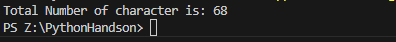 Total Number of character is: 68
PS Z:\PythonHandson>